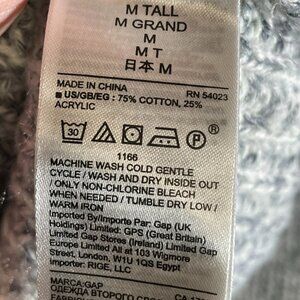 M TALL
M GRAND
M
M T
日本 M
MADE IN CHINA RN 54023
■ US/GB/EG : 75% COTTON, 25%
ACRYLIC
30 P ®
1166
MACHINE WASH COLD GENTLE
CYCLE / WASH AND DRY INSIDE OUT
/ ONLY NON-CHLORINE BLEACH
WHEN NEEDED / TUMBLE DRY LOW /
WARM IRON
Imported By/Importe Par: Gap (UK
Holdings) Limited: GPS (Great Britain)
Limited Gap Stores (Ireland) Limited Gap
Europe Limited All at 103 Wigmore
Street, London, W1U 1QS Egypt
Importer: RIGE, LLC
MARCA:GAP CA
ОДЕЖДА ВТОРОГО